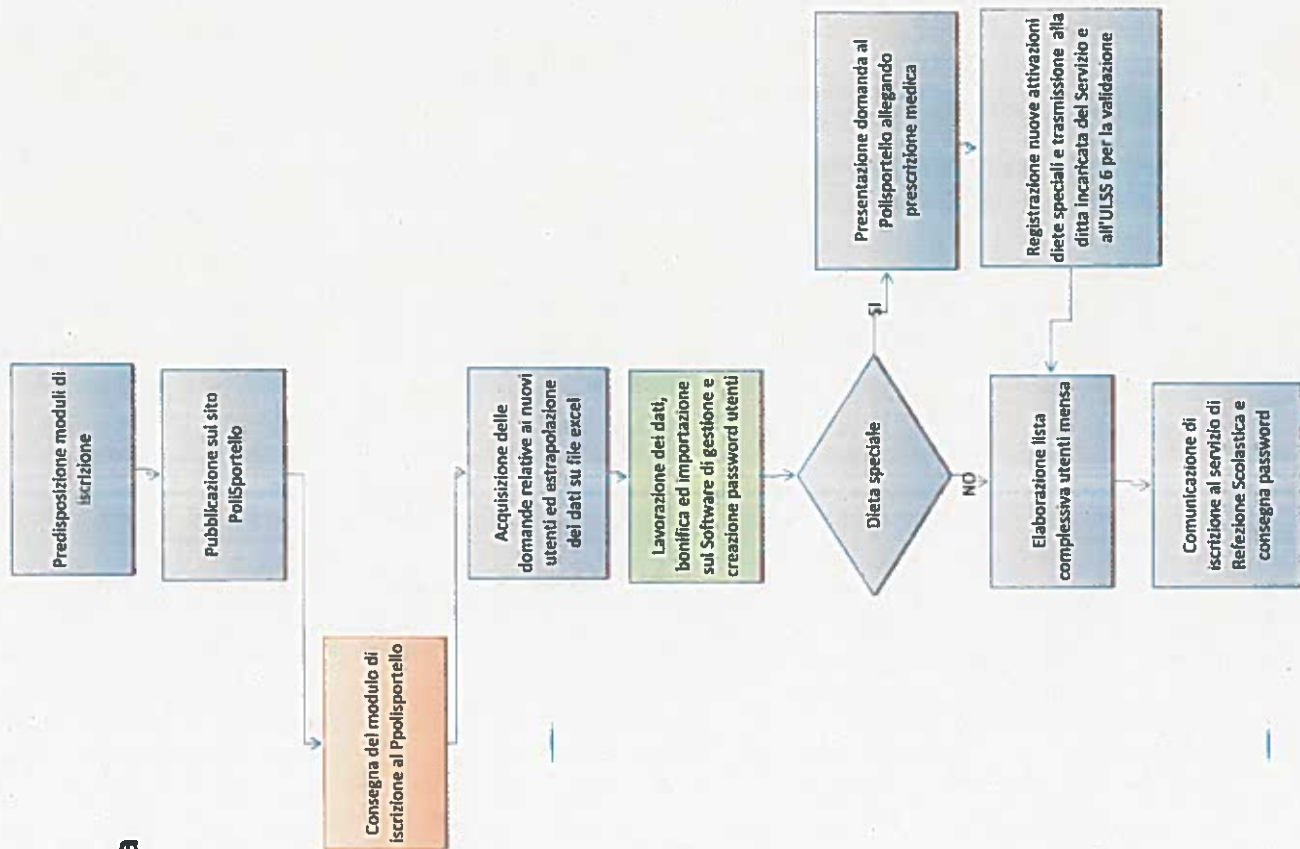 Predisposizione moduli di
iscrizione
Pubblicazione sul sito
PoliSportello
Consegna del modulo di
iscrizione al Ppolisportello
Acquisizione delle
domande relative ai nuovi
utenti ed estrapolazione
dei dati su file excel
Lavorazione dei dati,
bonifica ed importazione
sul Software di gestione e
creazione password utenti
Dieta speciale
SI
Presentazione domanda al
Polisportello allegando
prescrizione medica
Registrazione nuove attivazioni
diete speciali e trasmissione alla
ditta incaricata del Servizio e
all'ULSS 6 per la validazione
NO
Elaborazione lista
complessiva utenti mensa
Comunicazione di
iscrizione al servizio di
Refezione Scolastica e
consegna password